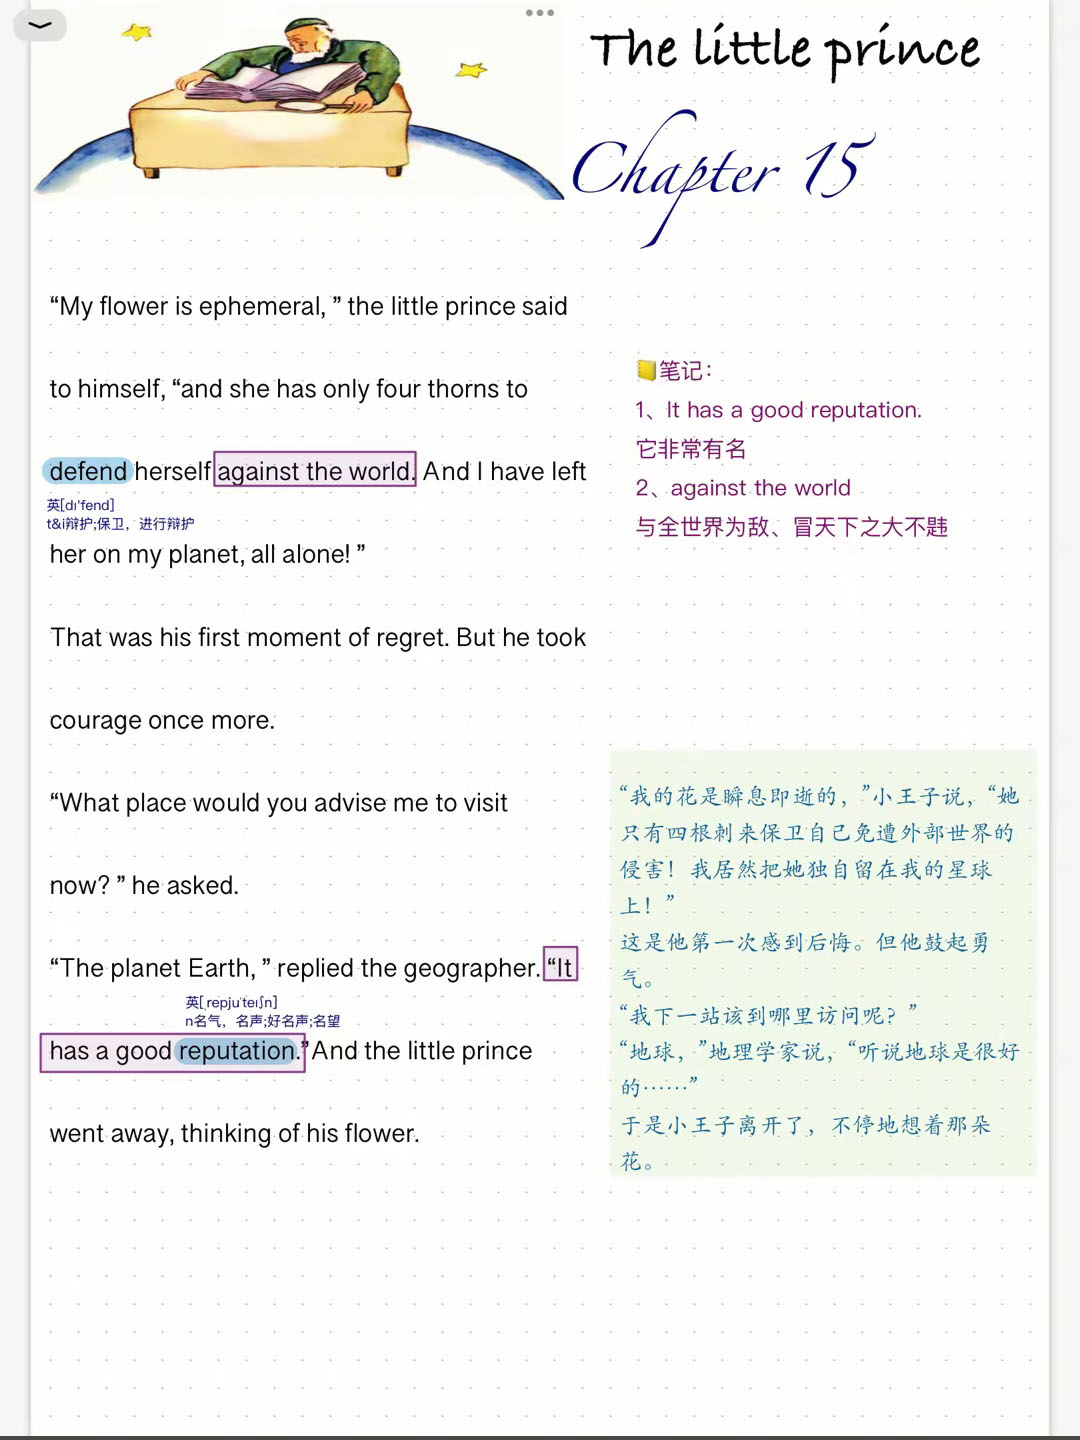 The little prince
Chapter 15
“My flower is ephemeral, ” the little prince said
to himself, “and she has only four thorns to
defend herself against the world. And I have left
英[dɪ'fend]
t&i辩护;保卫，进行辩护
her on my planet, all alone! ”
That was his first moment of regret. But he took
courage once more.
“What place would you advise me to visit
now? ” he asked.
“The planet Earth, ” replied the geographer. “It
英[ˌrepjuˈteɪʃn]
n名气，名声;好名声;名望
has a good reputation.”And the little prince
went away, thinking of his flower.
笔记：
1、It has a good reputation.
它非常有名
2、against the world
与全世界为敌、冒天下之大不韪
“我的花是瞬息即逝的，”小王子说，“她
只有四根刺来保卫自己免遭外部世界的
侵害！我居然把她独自留在我的星球
上！”
这是他第一次感到后悔。但他鼓起勇
气。
“我下一站该到哪里访问呢？”
“地球，”地理学家说，“听说地球是很好
的……”
于是小王子离开了，不停地想着那朵
花。